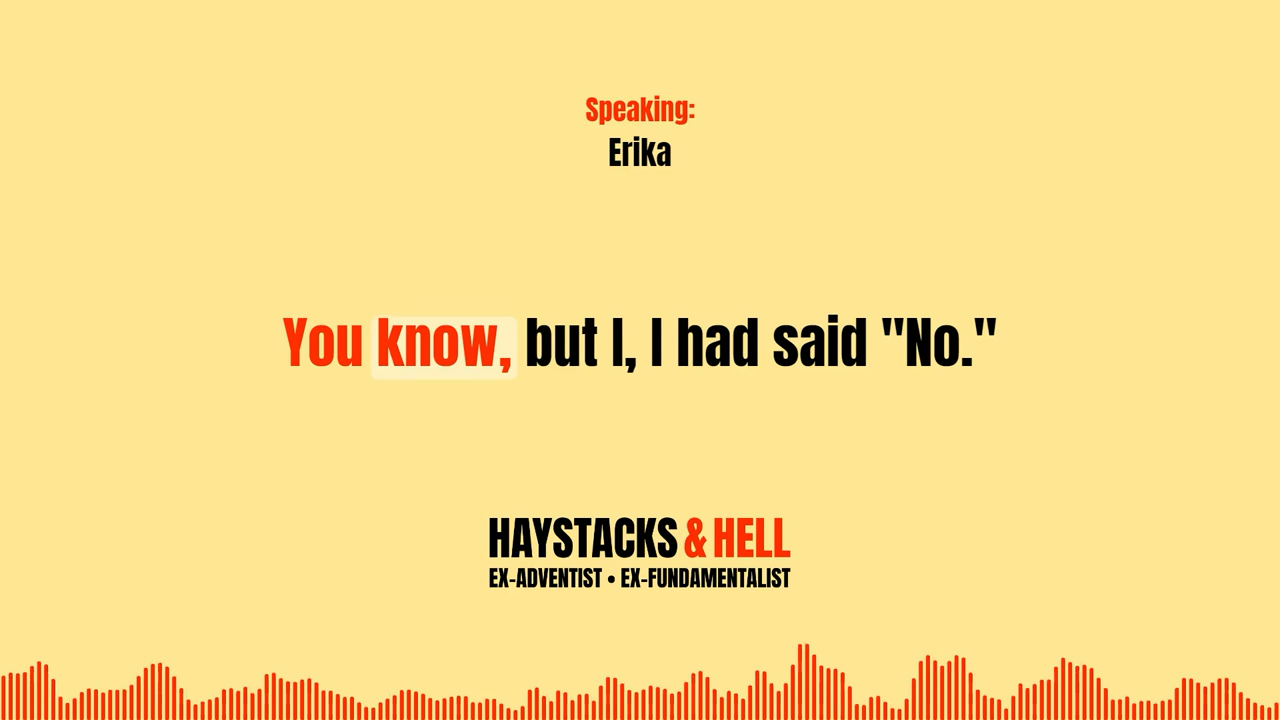 Speaking:
Erika
You know, but I, I had said "No."
HAYSTACKS & HELL
EX-ADVENTIST • EX-FUNDAMENTALIST